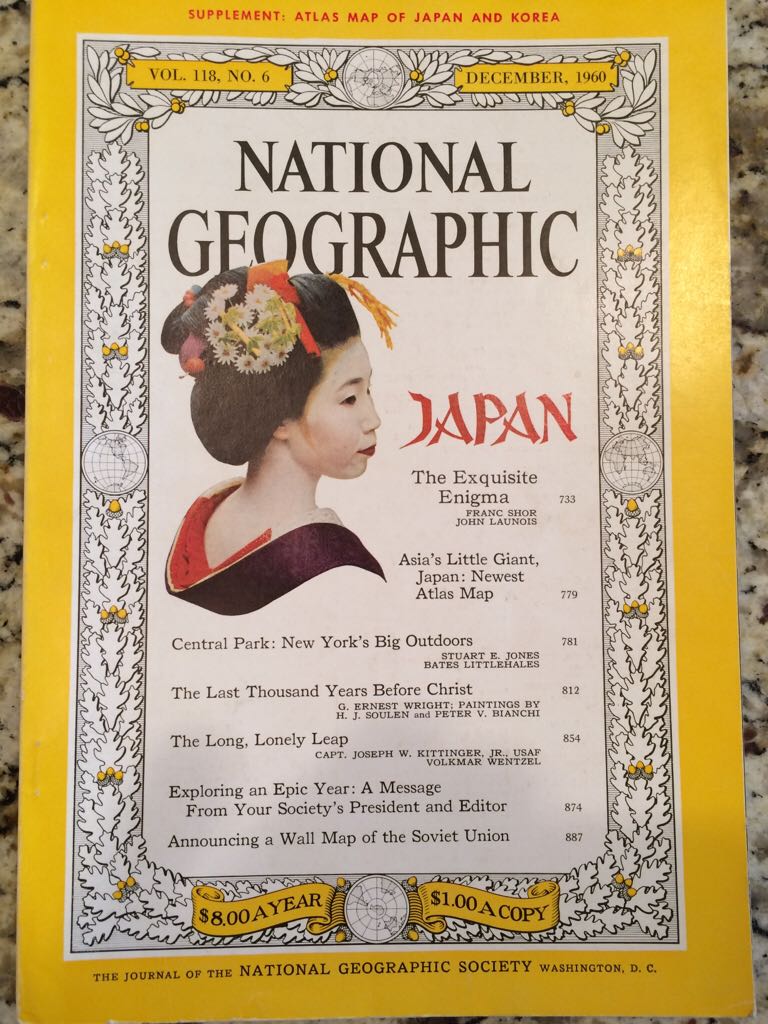 SUPPLEMENT: ATLAS MAP OF JAPAN AND KOREA
VOL. 118, NO. 6
DECEMBER, 1960
NATIONAL
GEOGRAPHIC
JAPAN
The Exquisite
Enigma 733
FRANC SHOR
JOHN LAUNOIS
Asia's Little Giant,
Japan: Newest
Atlas Map 779
Central Park: New York's Big Outdoors 781
STUART E. JONES
BATES LITTLEHALES
The Last Thousand Years Before Christ 812
G. ERNEST WRIGHT; PAINTINGS BY
H. J. SOULEN and PETER V. BIANCHI
The Long, Lonely Leap 854
CAPT. JOSEPH W. KITTINGER, JR., USAF
VOLKMAR WENTZEL
Exploring an Epic Year: A Message
From Your Society's President and Editor 874
Announcing a Wall Map of the Soviet Union 887
$8.00 A YEAR
$1.00 A COPY
THE JOURNAL OF THE NATIONAL GEOGRAPHIC SOCIETY WASHINGTON, D. C.